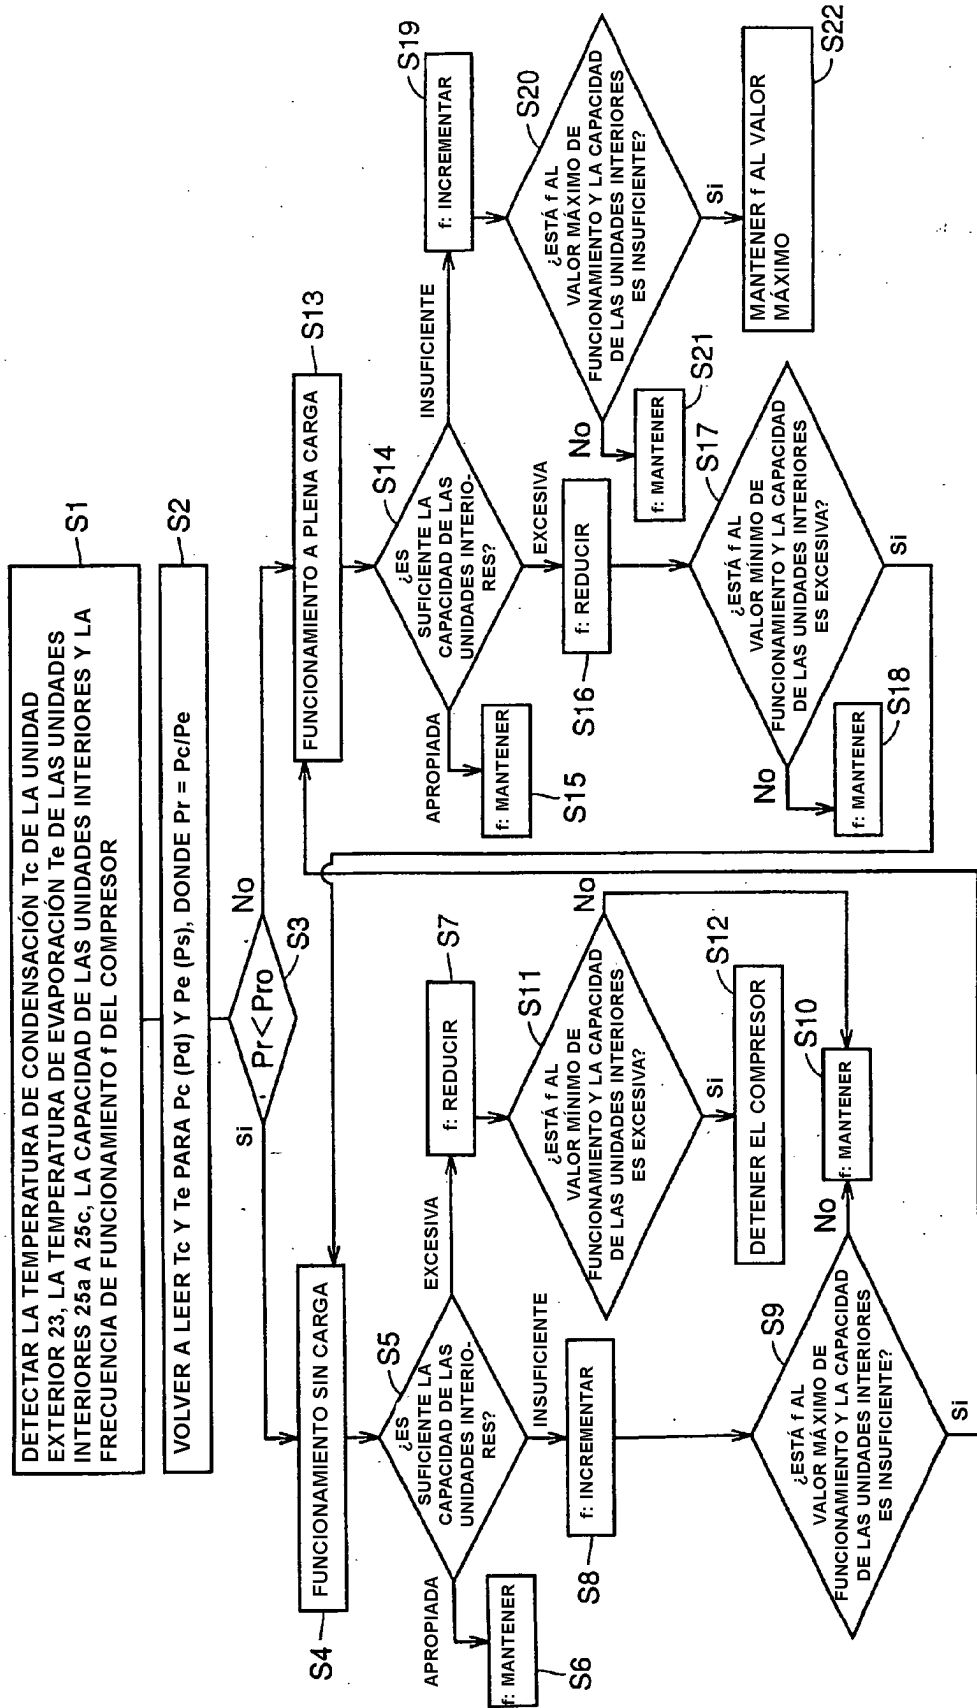 DETECTAR LA TEMPERATURA DE CONDENSACIÓN Tc DE LA UNIDAD
EXTERIOR 23, LA TEMPERATURA DE EVAPORACIÓN Te DE LAS UNIDADES
INTERIORES 25a A 25c, LA CAPACIDAD DE LAS UNIDADES INTERIORES Y LA
FRECUENCIA DE FUNCIONAMIENTO f DEL COMPRESOR
S1
VOLVER A LEER Tc Y Te PARA Pc (Pd) Y Pe (Ps), DONDE Pr = Pc/Pe
S2
Pr<Pro
S3
si
No
S4
FUNCIONAMIENTO SIN CARGA
¿ES
SUFICIENTE LA
CAPACIDAD DE LAS
UNIDADES INTERIO-
RES?
S5
APROPIADA
f: MANTENER
S6
EXCESIVA
f: REDUCIR
S7
INSUFICIENTE
f: INCREMENTAR
S8
¿ESTÁ f AL
VALOR MÁXIMO DE
FUNCIONAMIENTO Y LA CAPACIDAD
DE LAS UNIDADES INTERIORES
ES INSUFICIENTE?
S9
No
Si
f: MANTENER
S10
¿ESTÁ f AL
VALOR MÍNIMO DE
FUNCIONAMIENTO Y LA CAPACIDAD
DE LAS UNIDADES INTERIORES
ES EXCESIVA?
S11
No
Si
DETENER EL COMPRESOR
S12
FUNCIONAMIENTO A PLENA CARGA
S13
¿ES
SUFICIENTE LA
CAPACIDAD DE LAS
UNIDADES INTERIO-
RES?
S14
APROPIADA
f: MANTENER
S15
EXCESIVA
f: REDUCIR
S16
¿ESTÁ f AL
VALOR MÍNIMO DE
FUNCIONAMIENTO Y LA CAPACIDAD
DE LAS UNIDADES INTERIORES
ES EXCESIVA?
S17
No
Si
f: MANTENER
S18
INSUFICIENTE
f: INCREMENTAR
S19
¿ESTÁ f AL
VALOR MÁXIMO DE
FUNCIONAMIENTO Y LA CAPACIDAD
DE LAS UNIDADES INTERIORES
ES INSUFICIENTE?
S20
No
Si
f: MANTENER
S21
MANTENER f AL VALOR
MÁXIMO
S22